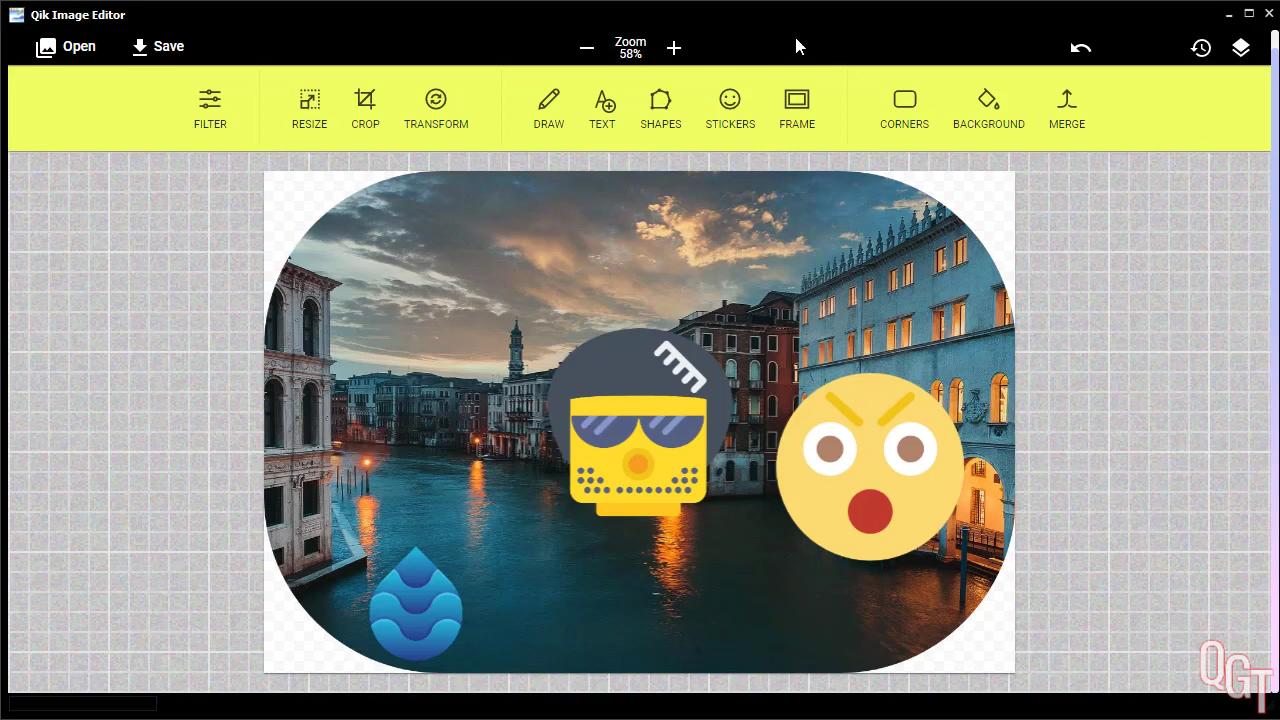 Qik Image Editor
Open
Save
Zoom
58%
FILTER
RESIZE
CROP
TRANSFORM
DRAW
TEXT
SHAPES
STICKERS
FRAME
CORNERS
BACKGROUND
MERGE
QGT